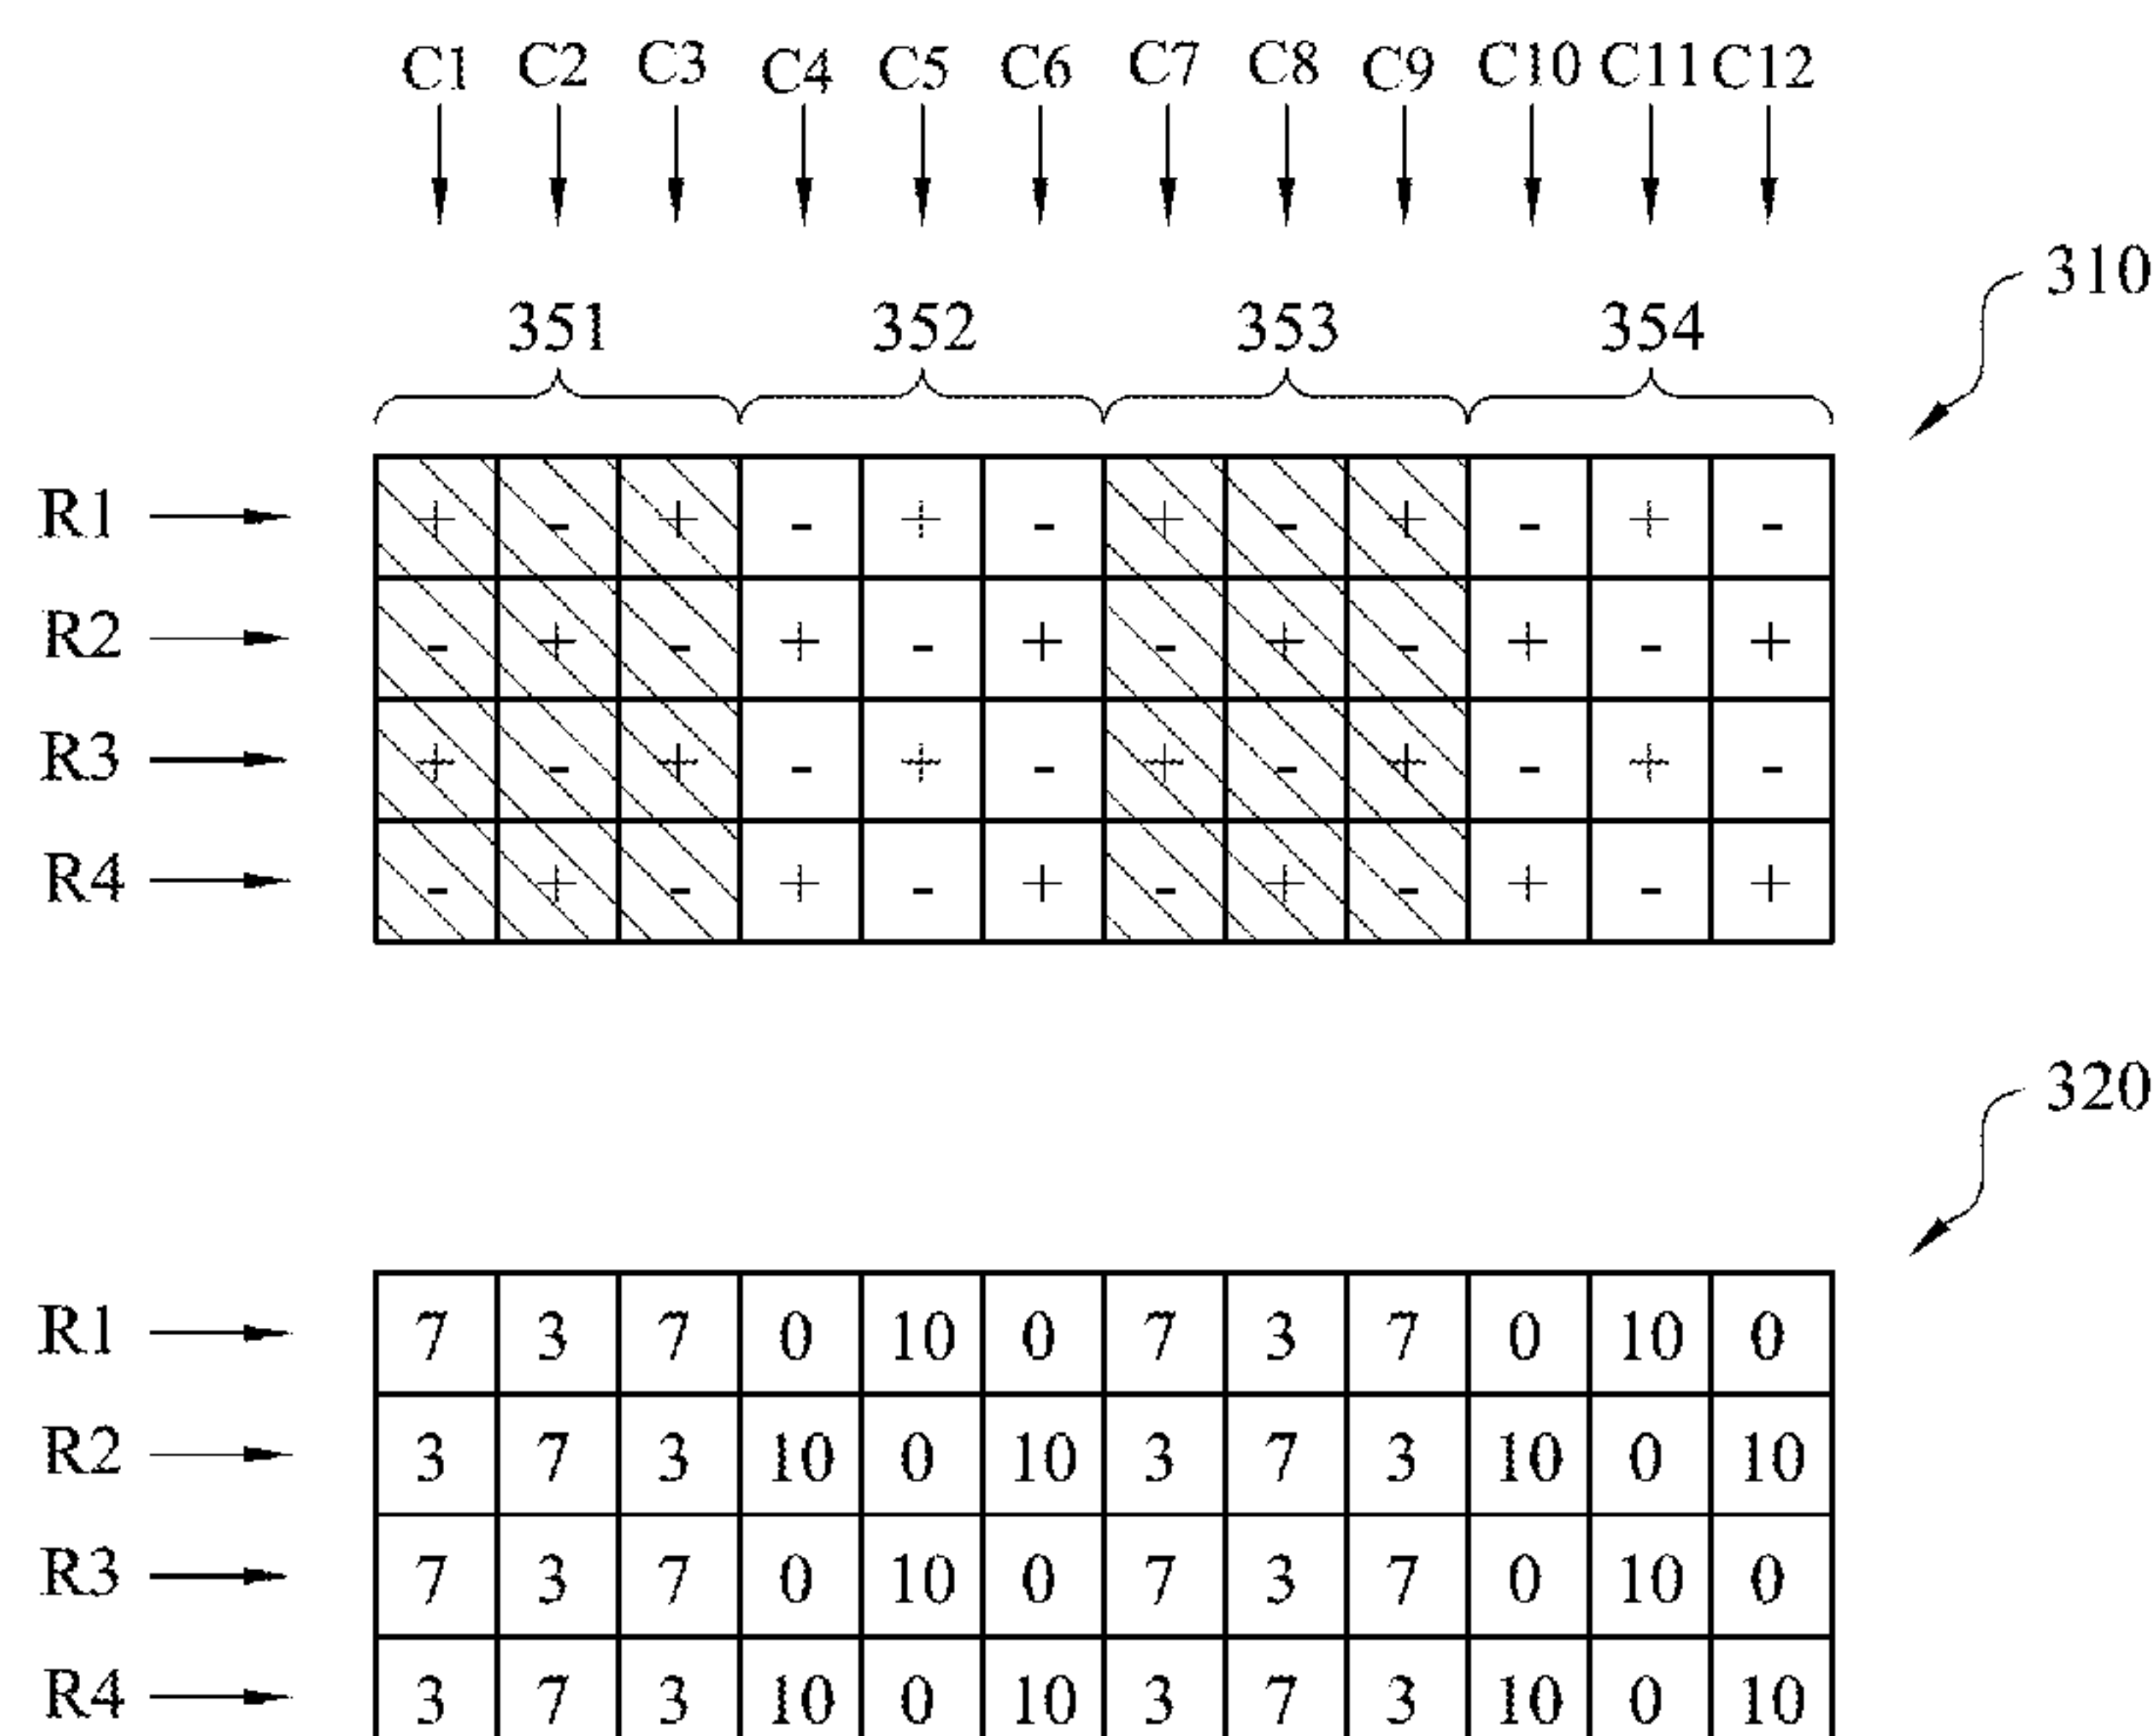 C1 C2 C3 C4 C5 C6 C7 C8 C9 C10 C11 C12
310
351 352 353 354
R1 + - + - + - + - + - + -
R2 - + - + - + - + - + - +
R3 + - + - + - + - + - + -
R4 - + - + - + - + - + - +
320
R1 7 3 7 0 10 0 7 3 7 0 10 0
R2 3 7 3 10 0 10 3 7 3 10 0 10
R3 7 3 7 0 10 0 7 3 7 0 10 0
R4 3 7 3 10 0 10 3 7 3 10 0 10